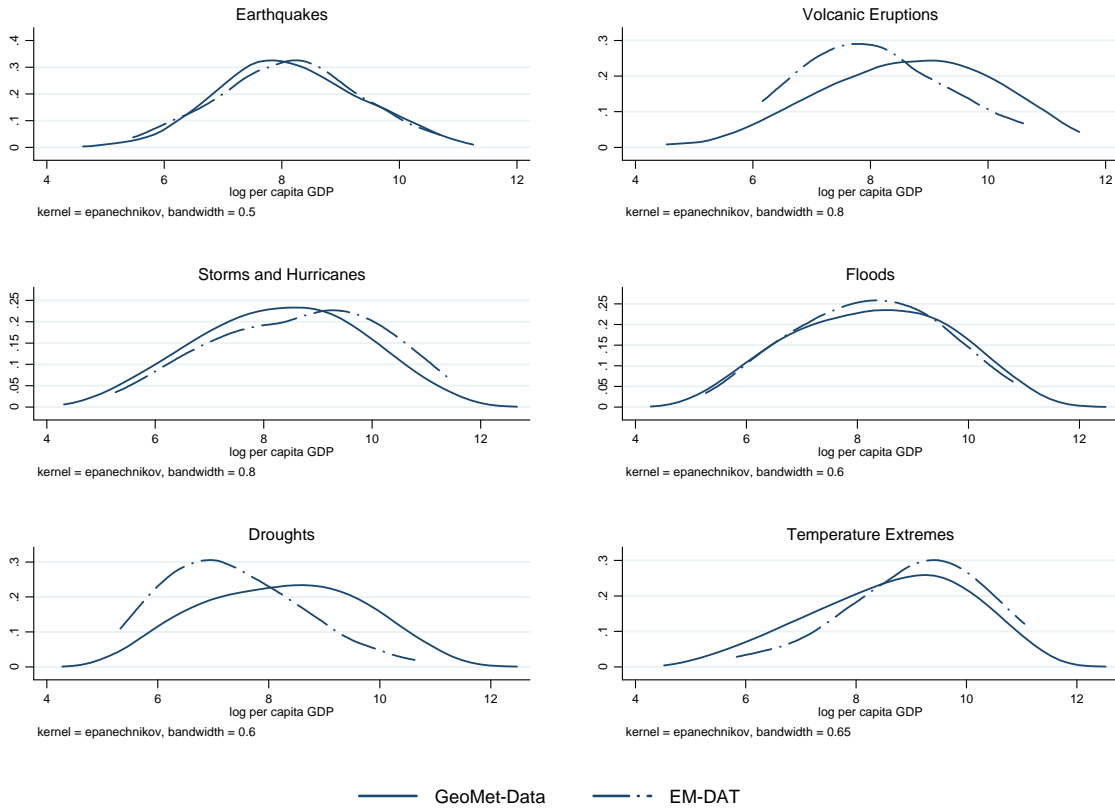 Earthquakes
0 .1 .2 .3 .4
4 6 8 10 12
log per capita GDP
kernel = epanechnikov, bandwidth = 0.5
Volcanic Eruptions
0 .1 .2 .3
4 6 8 10 12
log per capita GDP
kernel = epanechnikov, bandwidth = 0.8
Storms and Hurricanes
0 .05 .1 .15 .2 .25
4 6 8 10 12
log per capita GDP
kernel = epanechnikov, bandwidth = 0.8
Floods
0 .05 .1 .15 .2 .25
4 6 8 10 12
log per capita GDP
kernel = epanechnikov, bandwidth = 0.6
Droughts
0 .1 .2 .3
4 6 8 10 12
log per capita GDP
kernel = epanechnikov, bandwidth = 0.6
Temperature Extremes
0 .1 .2 .3
4 6 8 10 12
log per capita GDP
kernel = epanechnikov, bandwidth = 0.65
GeoMet-Data EM-DAT